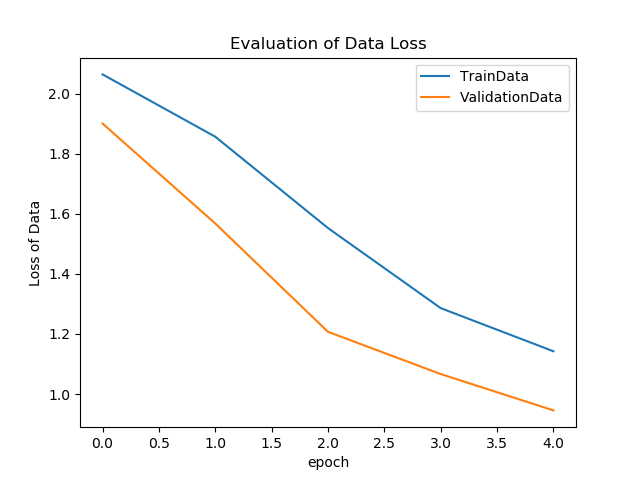 Evaluation of Data Loss
TrainData
ValidationData
Loss of Data
2.0
1.8
1.6
1.4
1.2
1.0
0.0 0.5 1.0 1.5 2.0 2.5 3.0 3.5 4.0
epoch